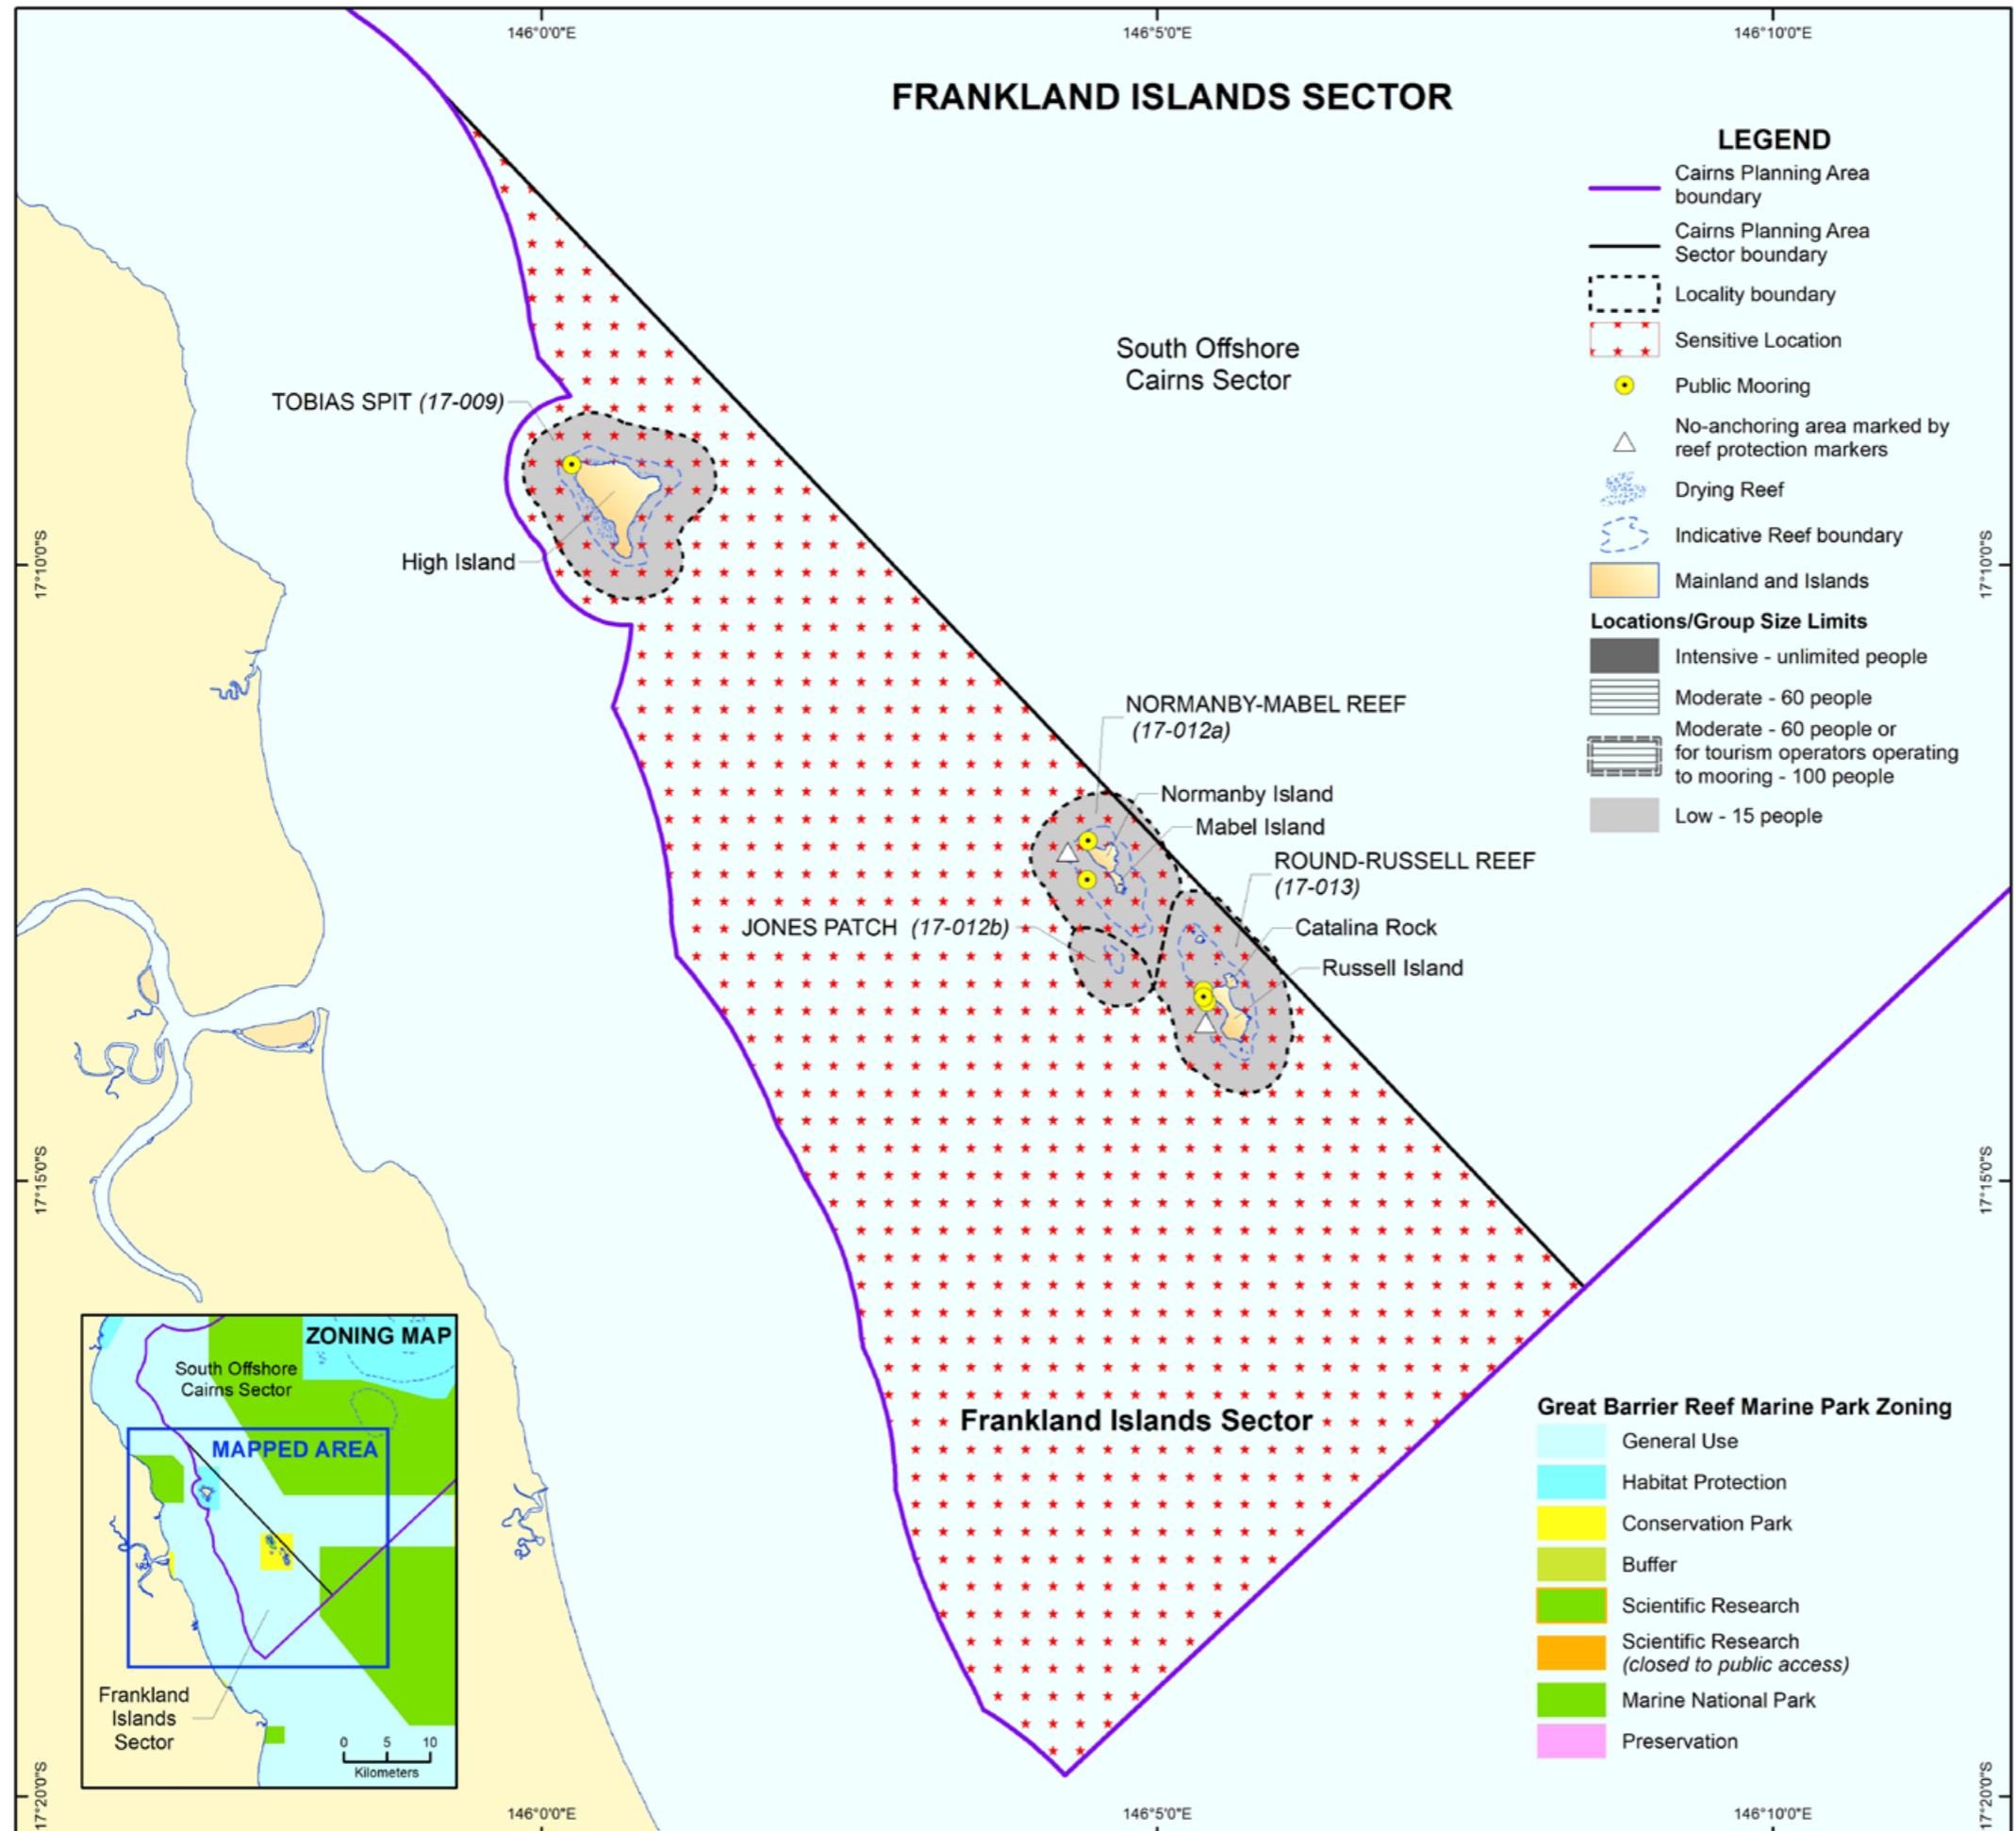 146°0'0"E
146°5'0"E
146°10'0"E
FRANKLAND ISLANDS SECTOR
LEGEND
Cairns Planning Area
boundary
Cairns Planning Area
Sector boundary
Locality boundary
Sensitive Location
Public Mooring
No-anchoring area marked by
reef protection markers
Drying Reef
Indicative Reef boundary
Mainland and Islands
Locations/Group Size Limits
Intensive - unlimited people
Moderate - 60 people
Moderate - 60 people or
for tourism operators operating
to mooring - 100 people
Low - 15 people
South Offshore
Cairns Sector
TOBIAS SPIT (17-009)
High Island
17°10'0"S
17°10'0"S
NORMANBY-MABEL REEF
(17-012a)
Normanby Island
Mabel Island
ROUND-RUSSELL REEF
(17-013)
JONES PATCH (17-012b)
Catalina Rock
Russell Island
17°15'0"S
17°15'0"S
Frankland Islands Sector
ZONING MAP
South Offshore
Cairns Sector
MAPPED AREA
Frankland
Islands
Sector
0 5 10
Kilometers
Great Barrier Reef Marine Park Zoning
General Use
Habitat Protection
Conservation Park
Buffer
Scientific Research
Scientific Research
(closed to public access)
Marine National Park
Preservation
17°20'0"S
17°20'0"S
146°0'0"E
146°5'0"E
146°10'0"E